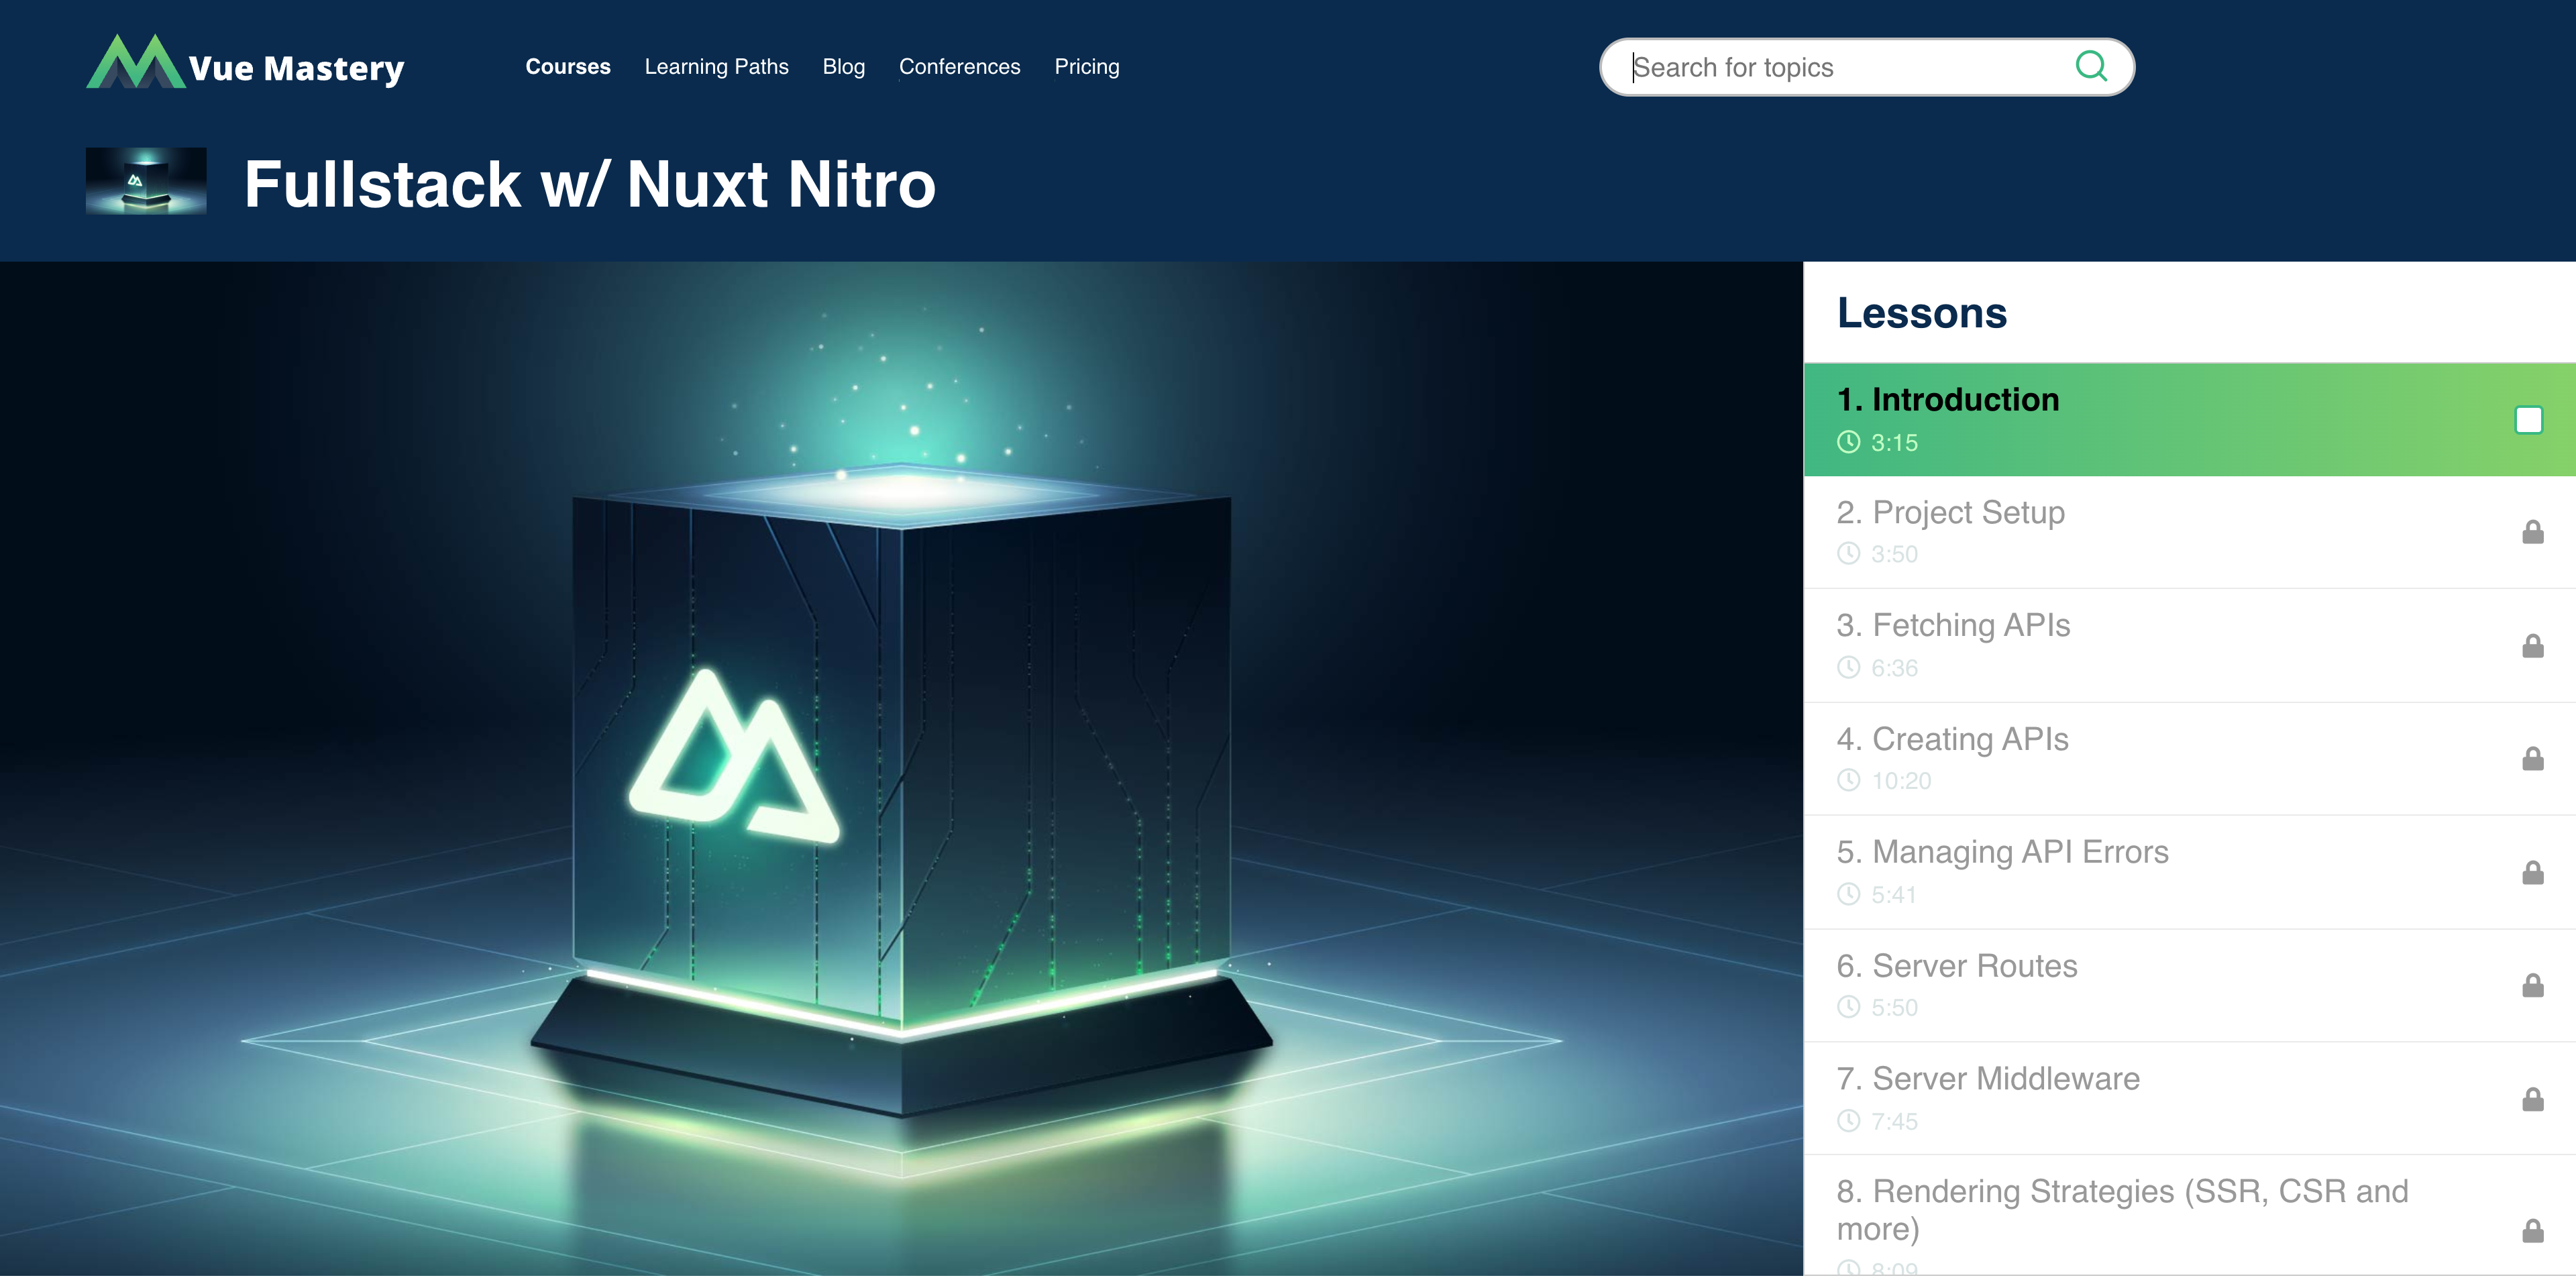 Vue Mastery
Courses Learning Paths Blog Conferences Pricing
Search for topics
Fullstack w/ Nuxt Nitro
Lessons
1. Introduction
3:15
2. Project Setup
3:50
3. Fetching APIs
6:36
4. Creating APIs
10:20
5. Managing API Errors
5:41
6. Server Routes
5:50
7. Server Middleware
7:45
8. Rendering Strategies (SSR, CSR and
more)
8:09